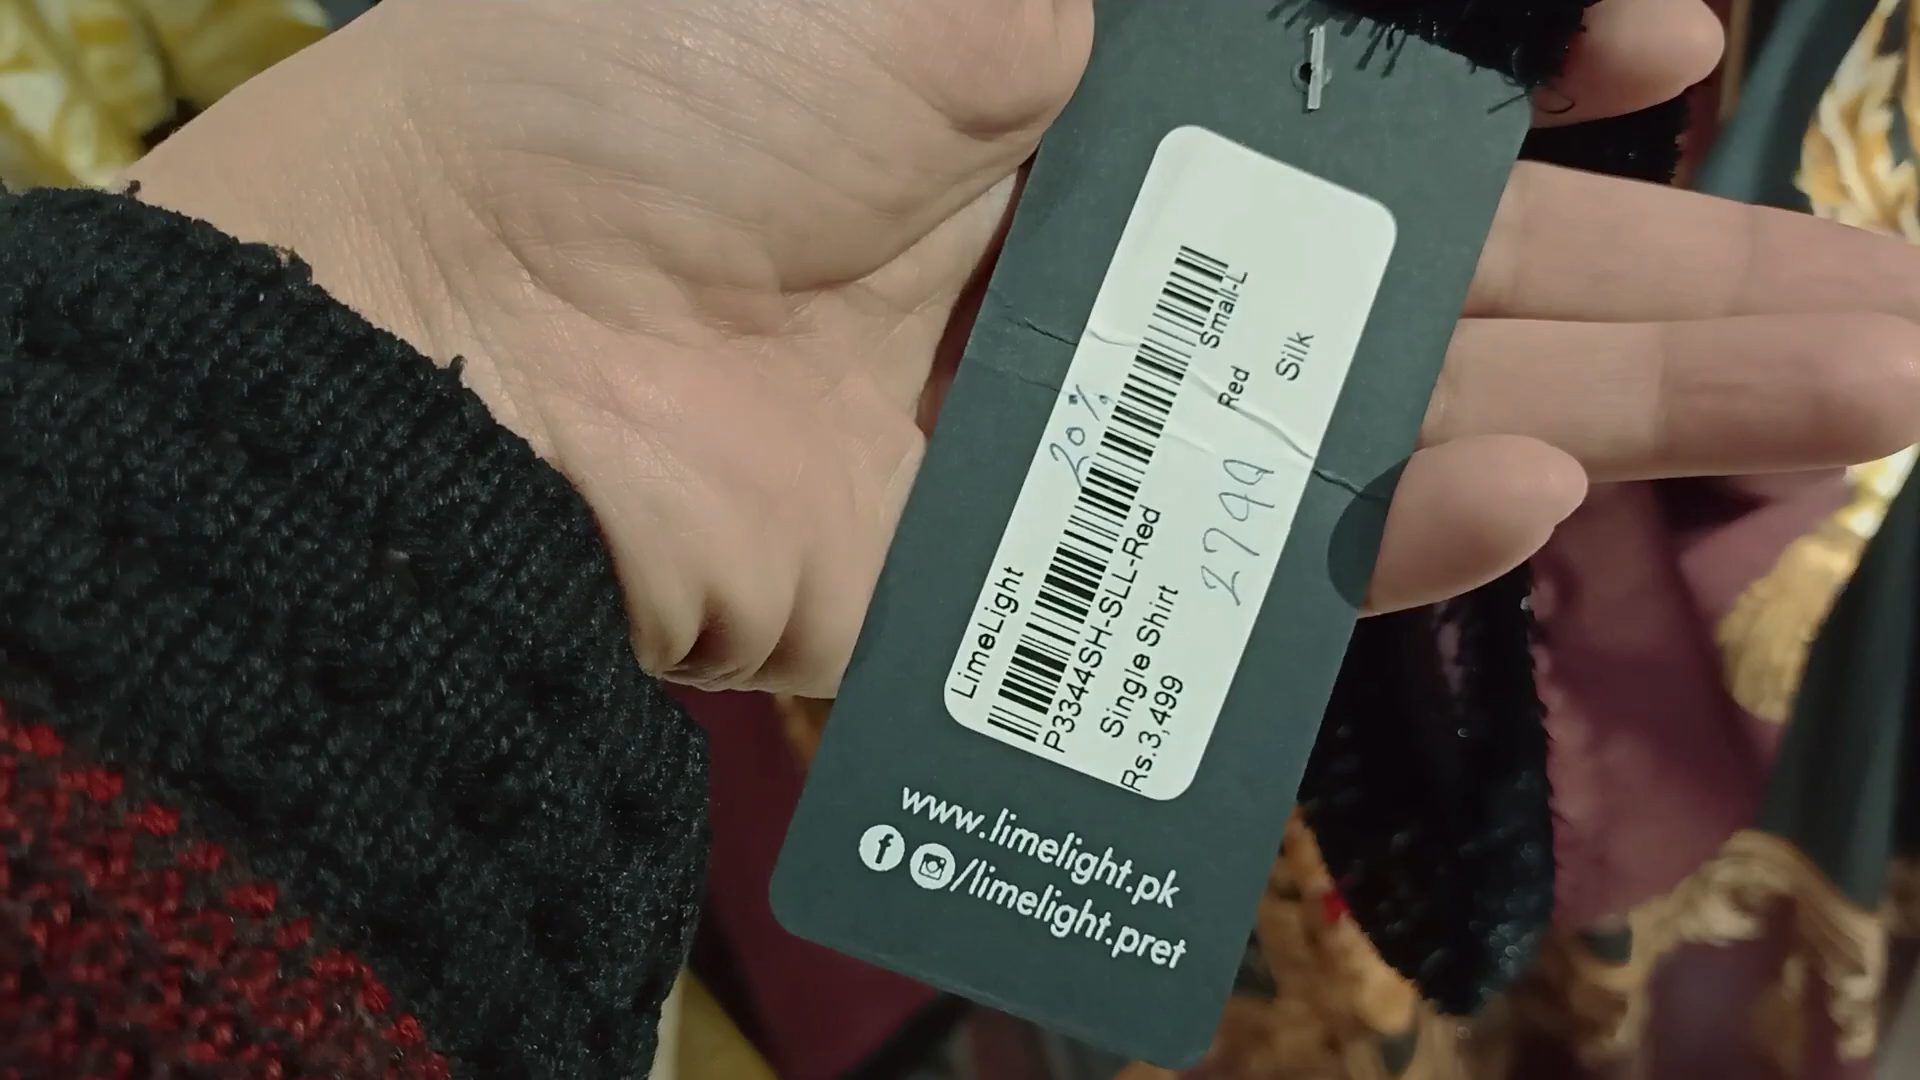 LimeLight
20%
P3344SH-SLL-Red
Small-L
Single Shirt
Red
Rs.3,499
2799
Silk
www.limelight.pk
/limelight.pret